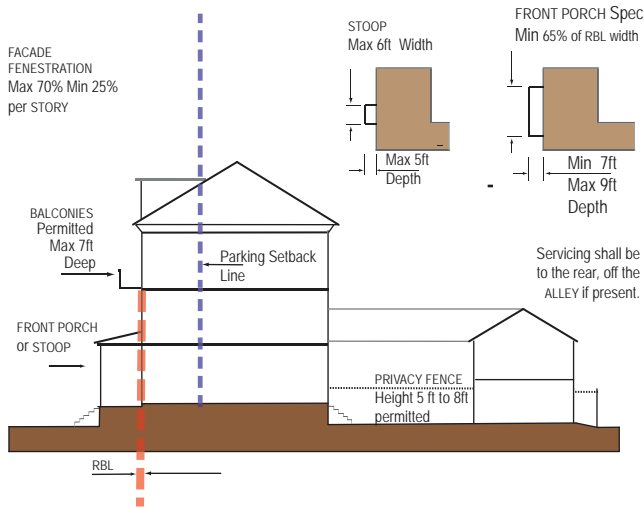 FACADE
FENESTRATION
Max 70% Min 25%
per STORY
STOOP
Max 6ft Width
Max 5ft
Depth
FRONT PORCH Spec
Min 65% of RBL width
Min 7ft
Max 9ft
Depth
BALCONIES
Permitted
Max 7ft
Deep
Parking Setback
Line
Servicing shall be
to the rear, off the
ALLEY if present.
FRONT PORCH
or STOOP
PRIVACY FENCE
Height 5 ft to 8ft
permitted
RBL